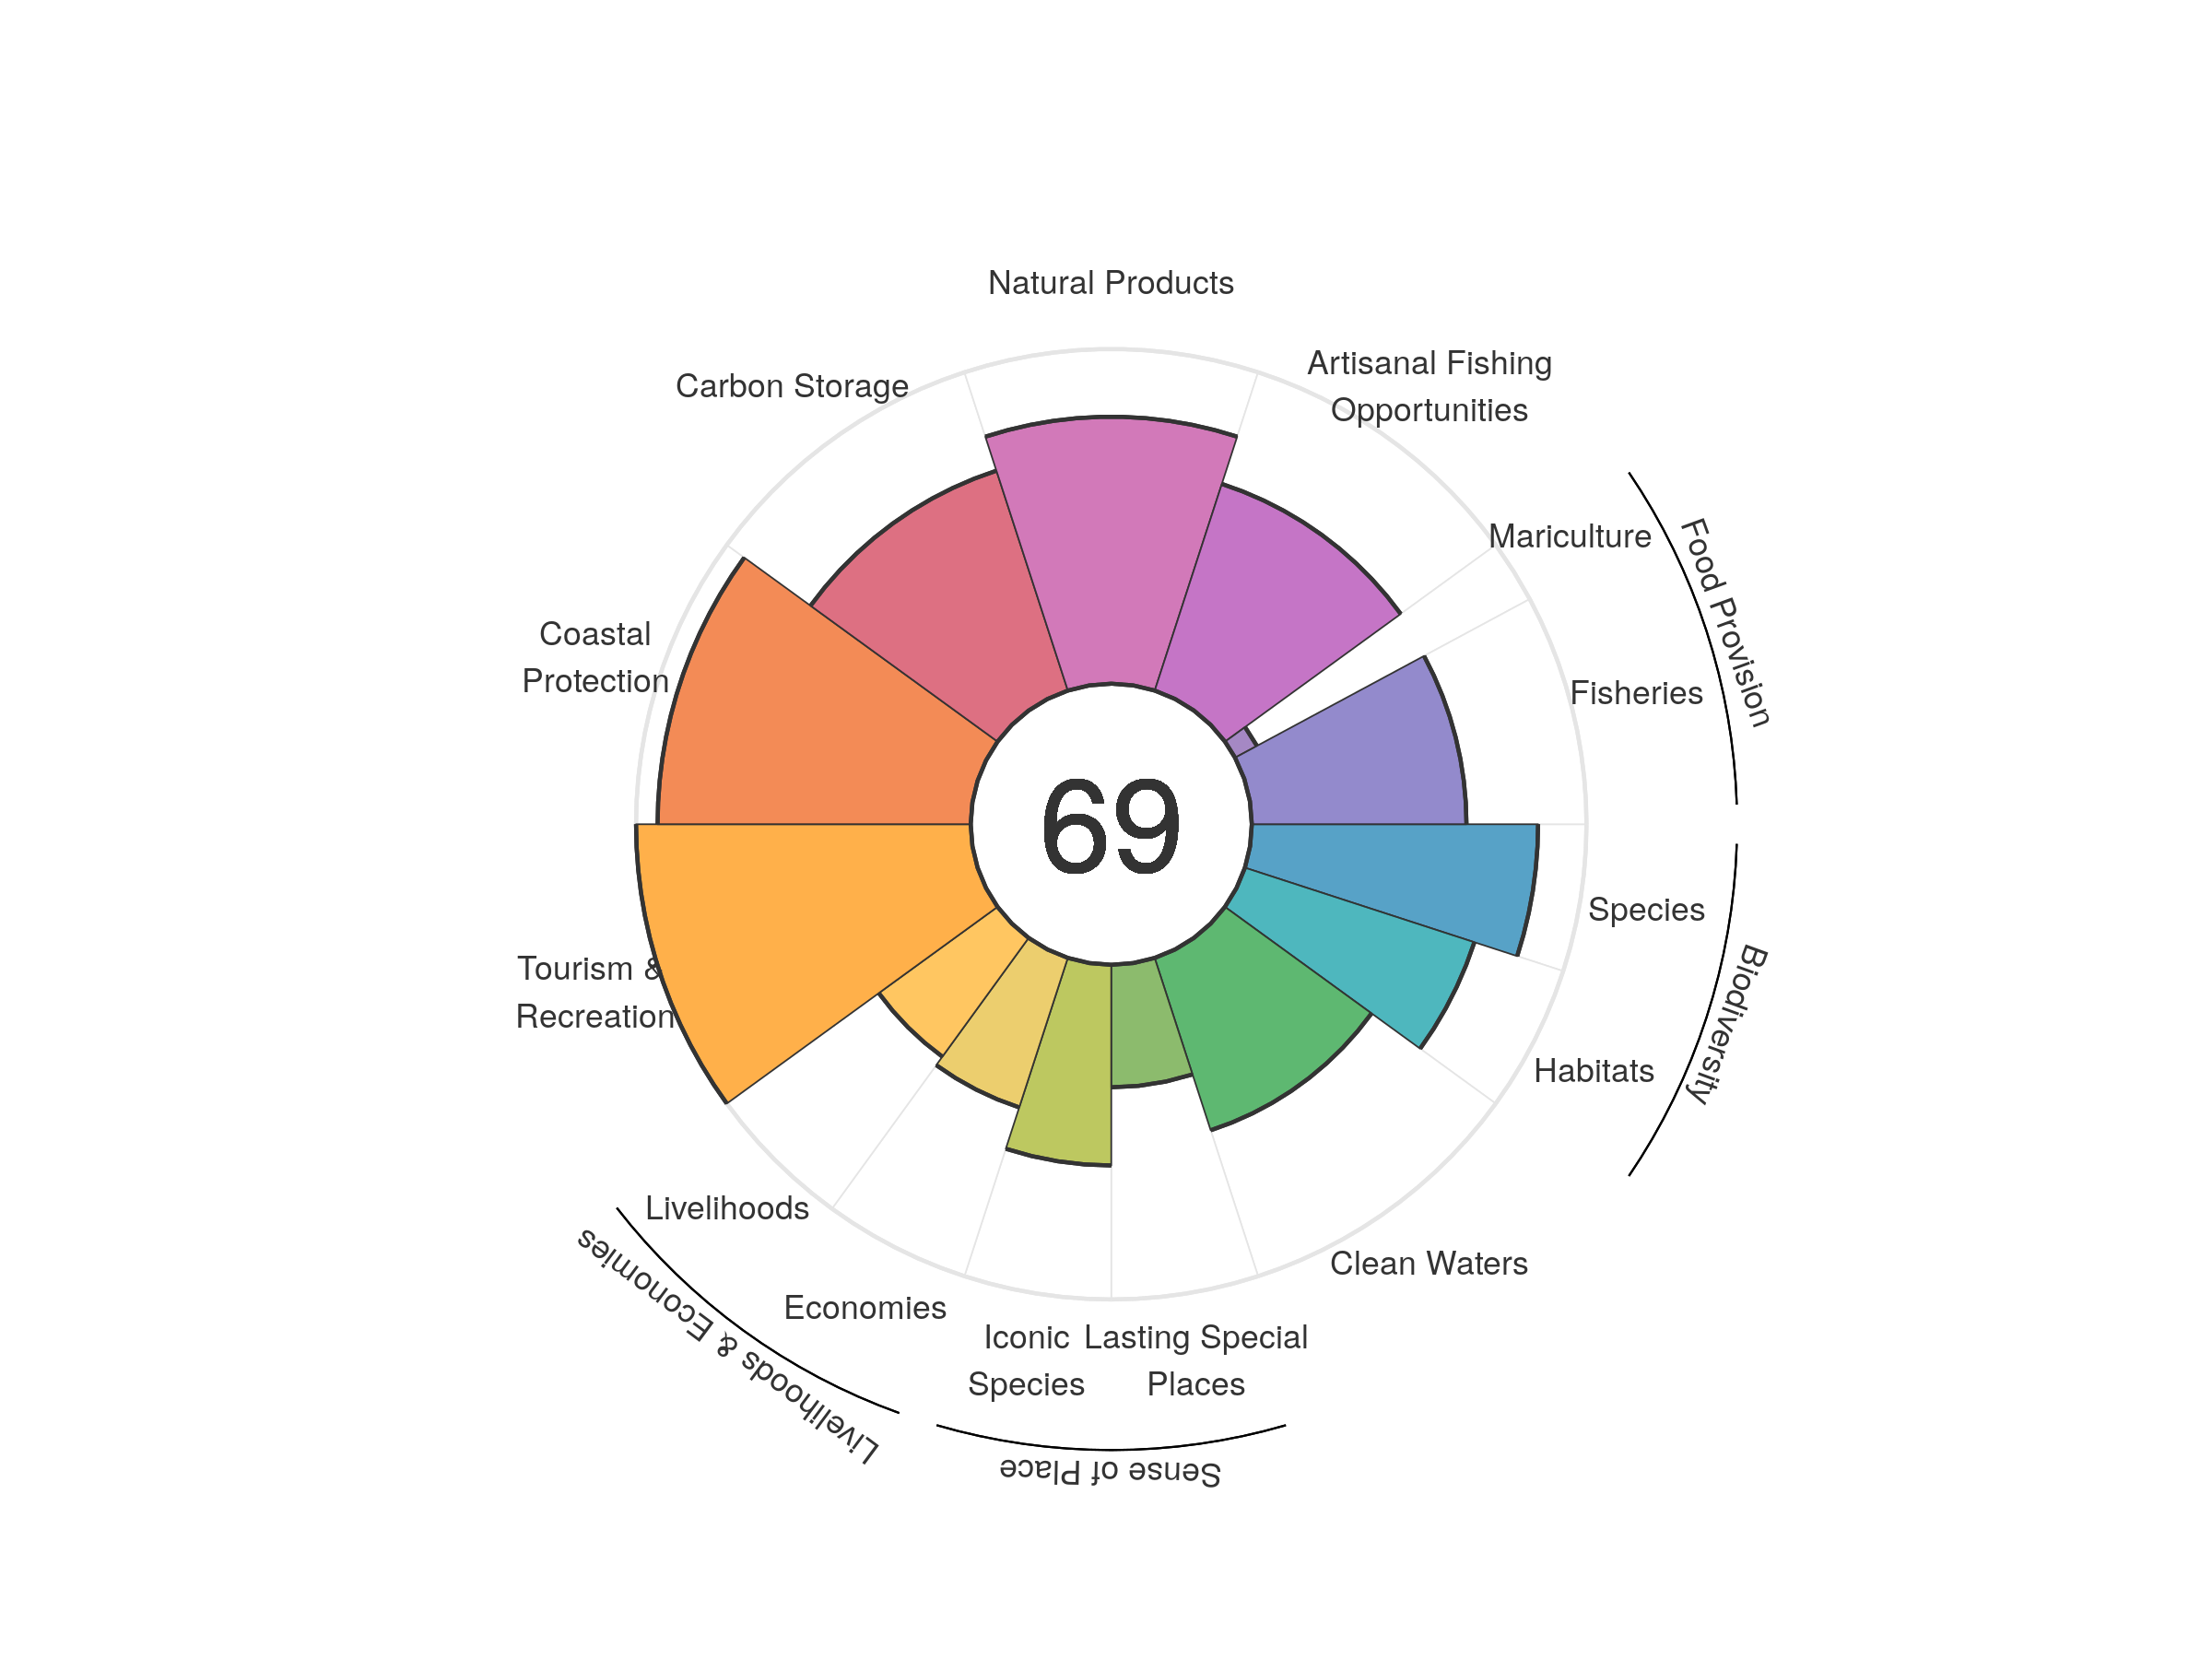 Natural Products
Carbon Storage
Artisanal Fishing
Opportunities
Mariculture
Food Provision
Fisheries
Coastal
Protection
69
Species
Biodiversity
Tourism &
Recreation
Habitats
Livelihoods
Clean Waters
Livelihoods & Economies
Economies
Iconic
Species
Lasting Special
Places
Sense of Place